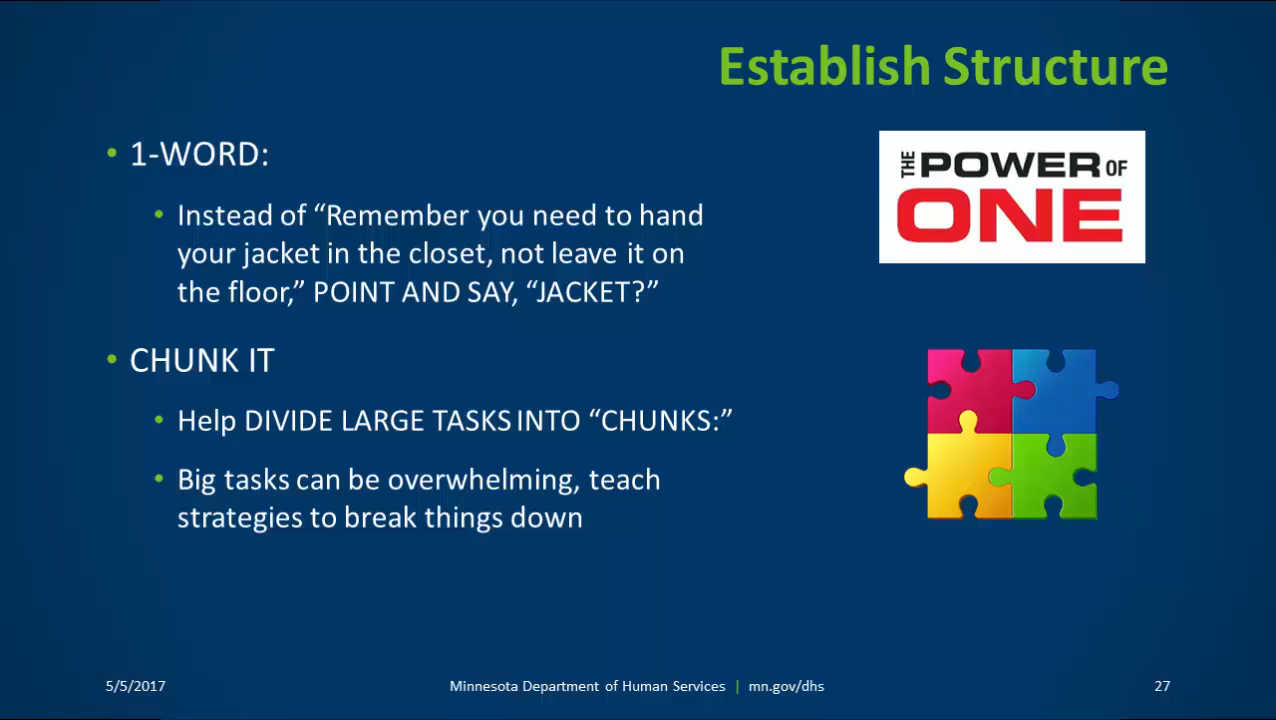 Establish Structure
• 1-WORD:
• Instead of “Remember you need to hand
your jacket in the closet, not leave it on
the floor,” POINT AND SAY, “JACKET?”
THE POWER OF
ONE
• CHUNK IT
• Help DIVIDE LARGE TASKS INTO “CHUNKS:”
• Big tasks can be overwhelming, teach
strategies to break things down
5/5/2017
Minnesota Department of Human Services | mn.gov/dhs
27